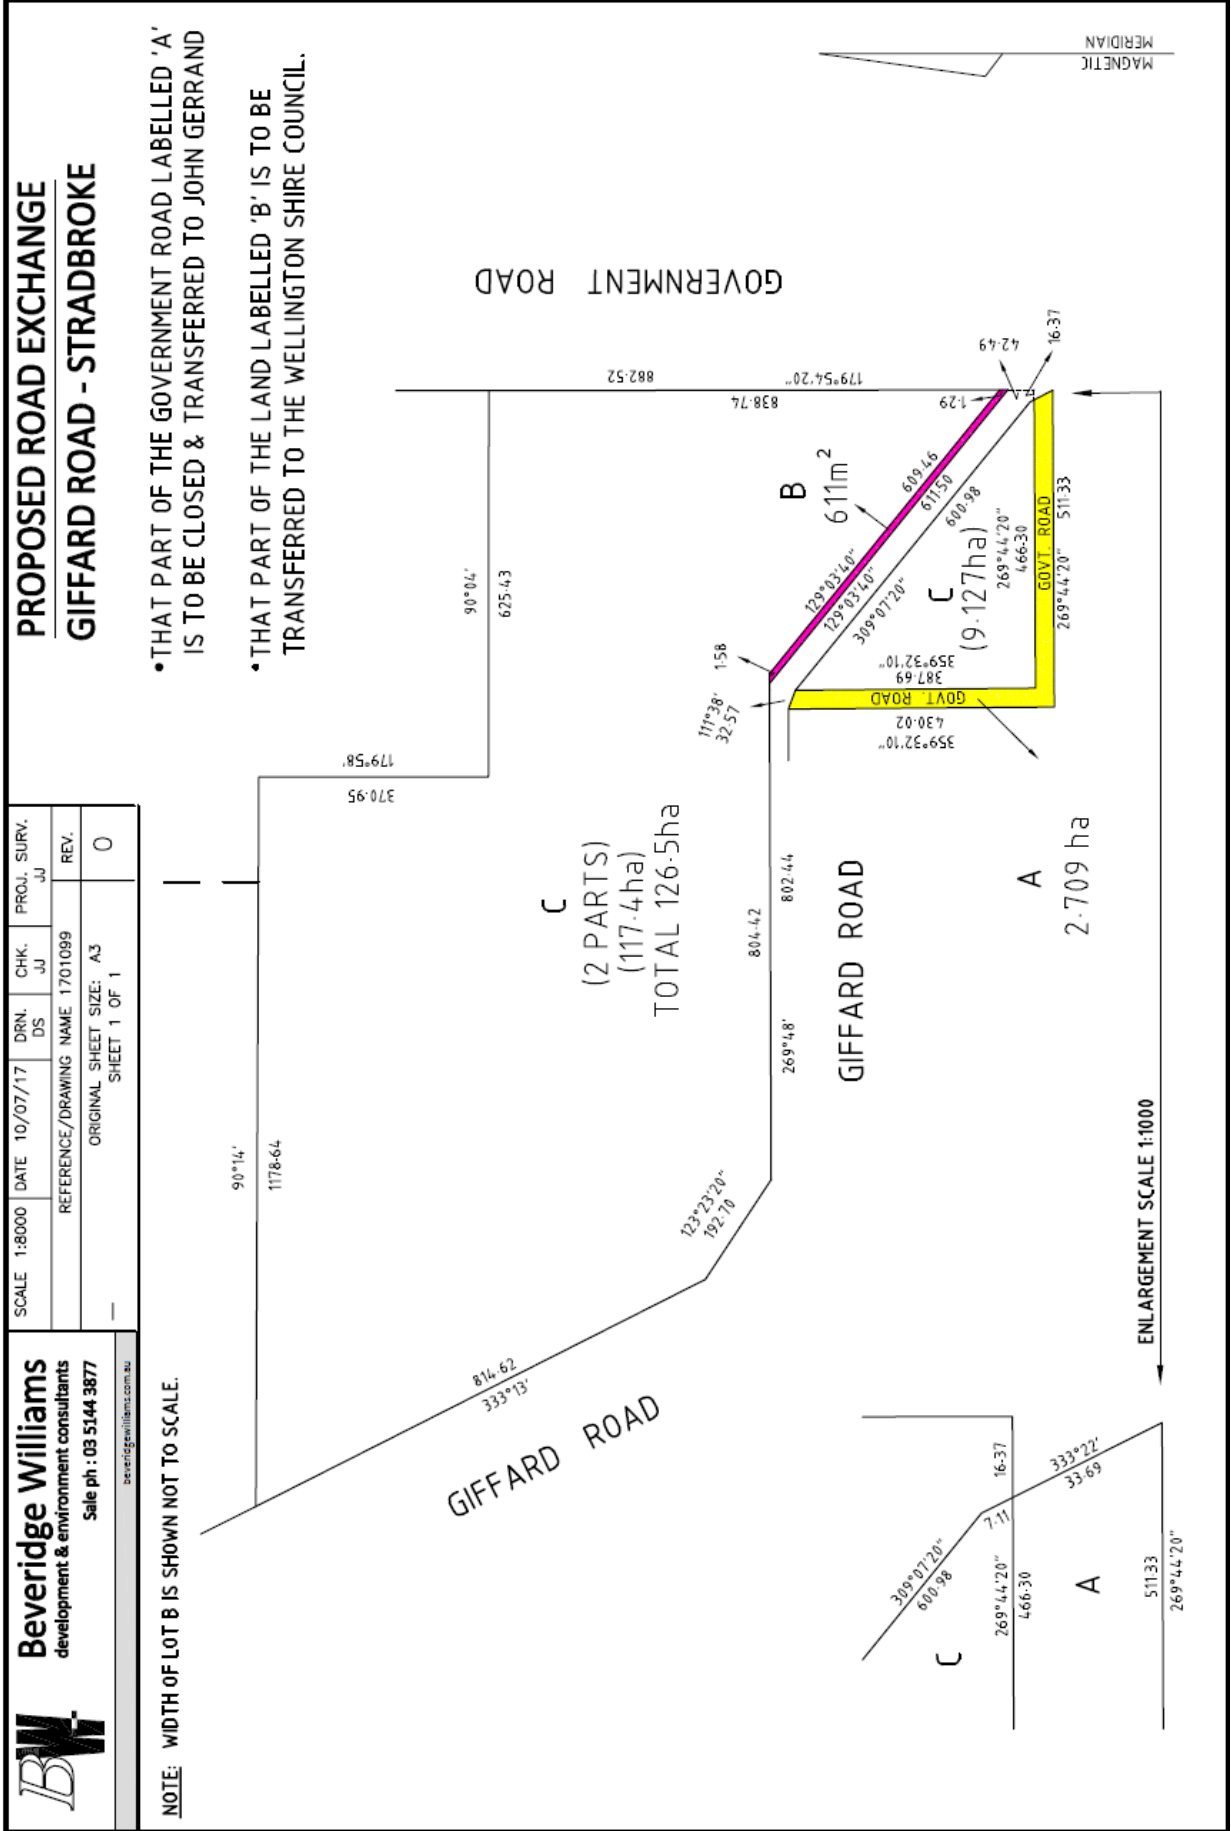 PROPOSED ROAD EXCHANGE
GIFFARD ROAD - STRADBROKE
•THAT PART OF THE GOVERNMENT ROAD LABELLED 'A'
IS TO BE CLOSED & TRANSFERRED TO JOHN GERRAND
•THAT PART OF THE LAND LABELLED 'B' IS TO BE
TRANSFERRED TO THE WELLINGTON SHIRE COUNCIL.
MAGNETIC
MERIDIAN
BW
Beveridge Williams
development & environment consultants
Sale ph : 03 5144 3877
beveridgewilliams.com.au
SCALE 1:8000
DATE 10/07/17
DRN.
DS
CHK.
JJ
PROJ. SURV.
JJ
REFERENCE/DRAWING NAME 1701099
REV.
ORIGINAL SHEET SIZE: A3
SHEET 1 OF 1
0
NOTE: WIDTH OF LOT B IS SHOWN NOT TO SCALE.
90°14'
1178·64
179°58'
370·95
90°04'
625·43
GOVERNMENT ROAD
882·52
838·74
179°54'20"
1·29
42·49
16·37
B
611m²
609·46
611·50
600·98
129°03'40"
129°03'40"
309°07'20"
C
(9·127ha)
269°44'20"
466·30
GOVT. ROAD
269°44'20"
511·33
359°32'10"
387·69
GOVT. ROAD
430·02
359°32'10"
1·58
111°38'
32·57
C
(2 PARTS)
(117·4ha)
TOTAL 126·5ha
804·42
802·44
269°48'
GIFFARD ROAD
A
2·709 ha
123°23'20"
192·70
814·62
333°13'
GIFFARD ROAD
ENLARGEMENT SCALE 1:1000
309°07'20"
600·98
C
7·11
16·37
333°22'
33·69
269°44'20"
466·30
A
511·33
269°44'20"